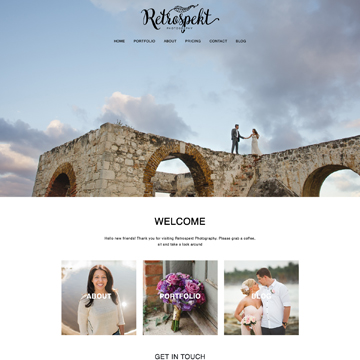 Retrospekt
PHOTOGRAPHY
HOME PORTFOLIO ABOUT PRICING CONTACT BLOG
WELCOME
Hello new friends! Thank you for visiting Retrospekt Photography. Please grab a coffee,
sit and take a look around
ABOUT PORTFOLIO BLOG
GET IN TOUCH